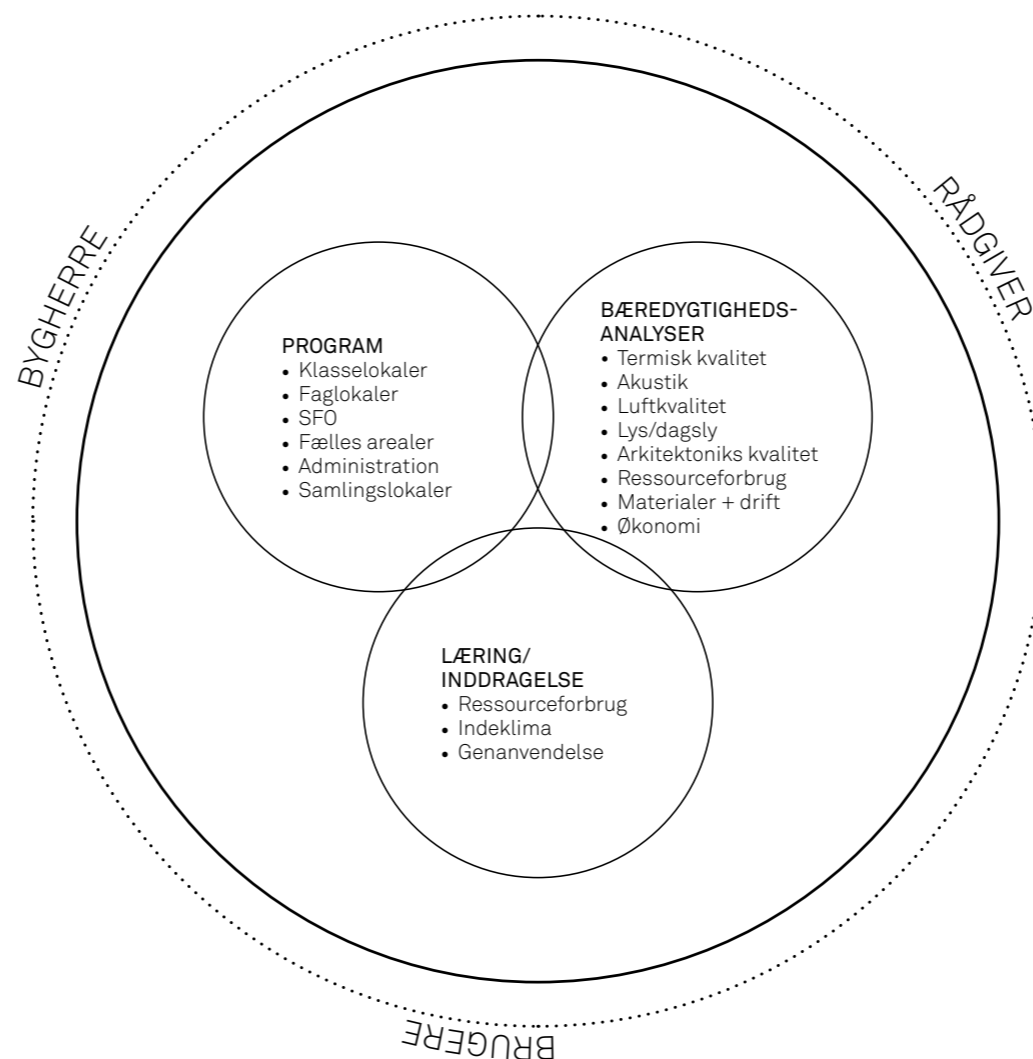 BYGHERRE
RÅDGIVER
PROGRAM
• Klasselokaler
• Faglokaler
• SFO
• Fælles arealer
• Administration
• Samlingslokaler
BÆREDYGTIGHEDS-
ANALYSER
• Termisk kvalitet
• Akustik
• Luftkvalitet
• Lys/dagsly
• Arkitektoniks kvalitet
• Ressourceforbrug
• Materialer + drift
• Økonomi
LÆRING/
INDDRAGELSE
• Ressourceforbrug
• Indeklima
• Genanvendelse
BRUGERE